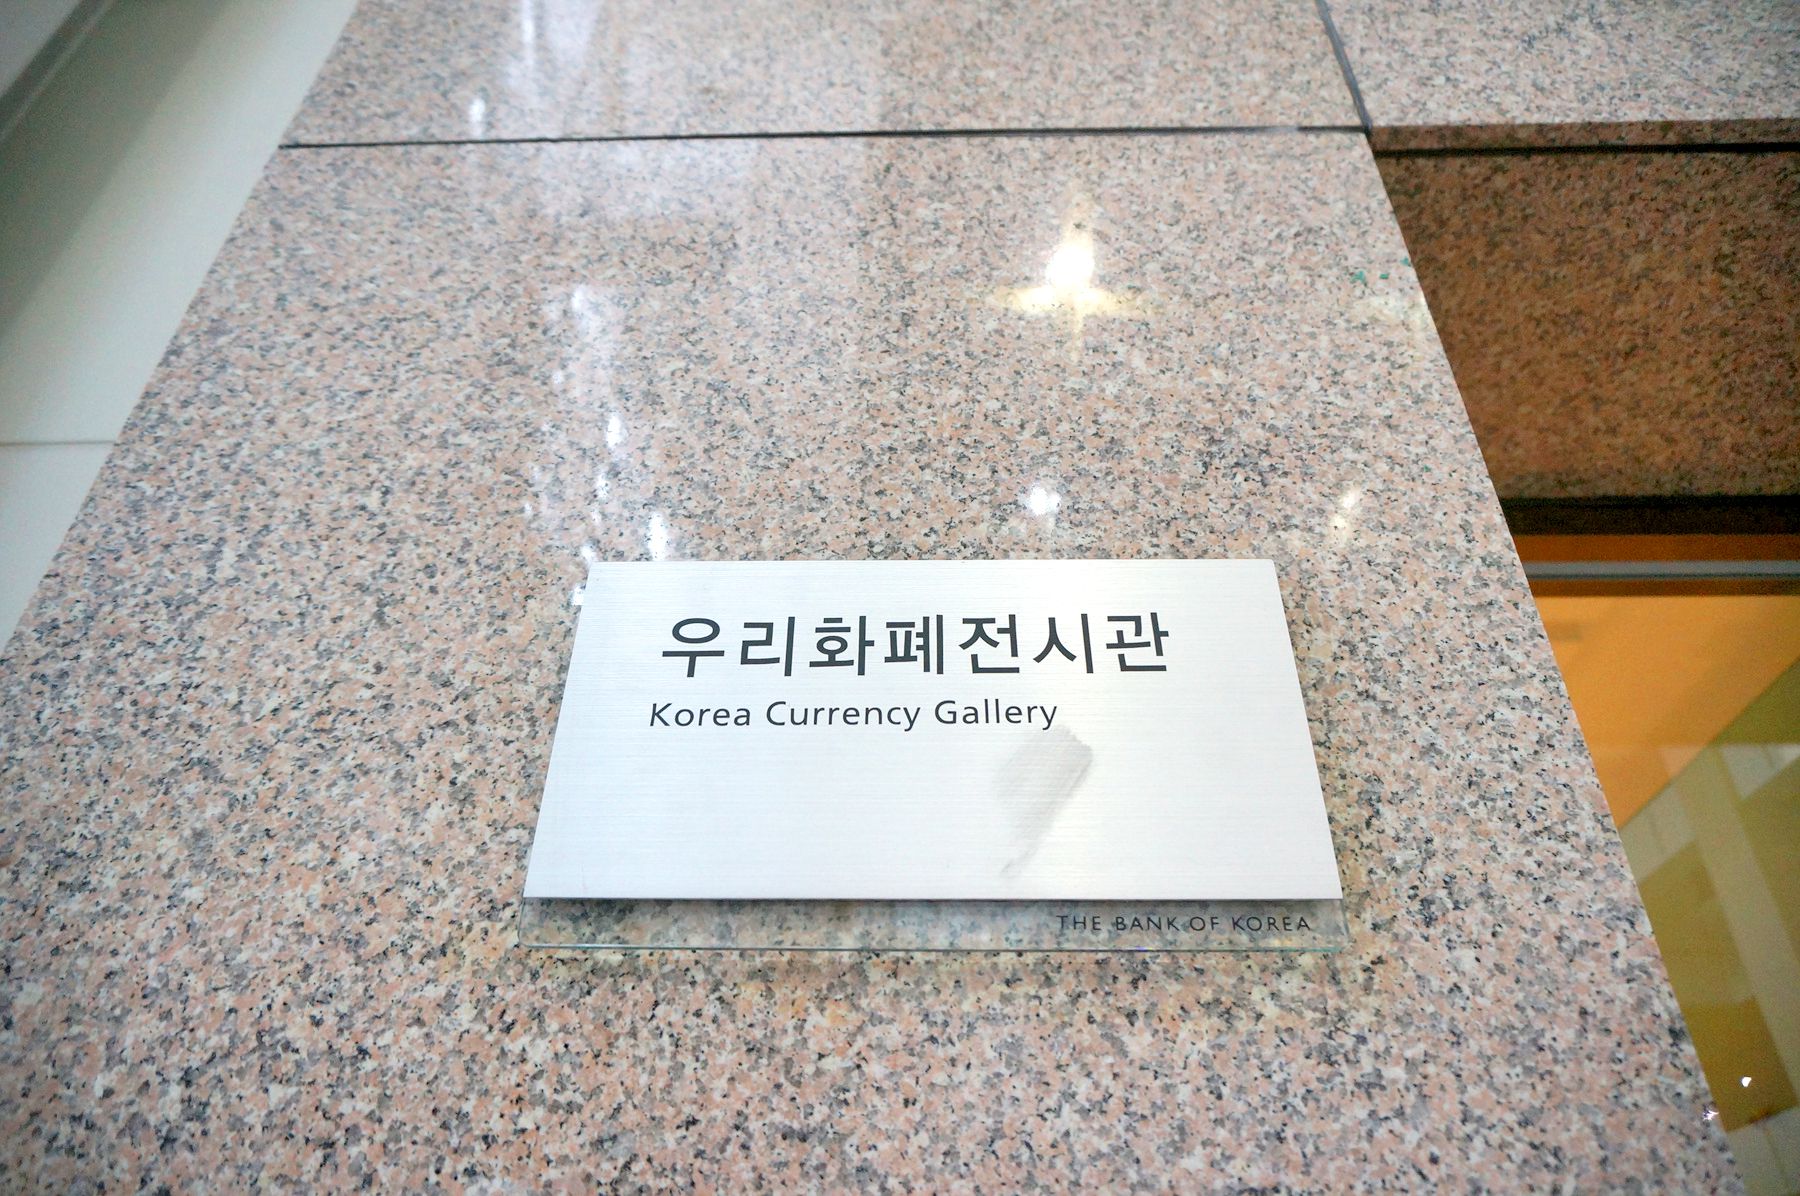 우리화폐전시관
Korea Currency Gallery
THE BANK OF KOREA